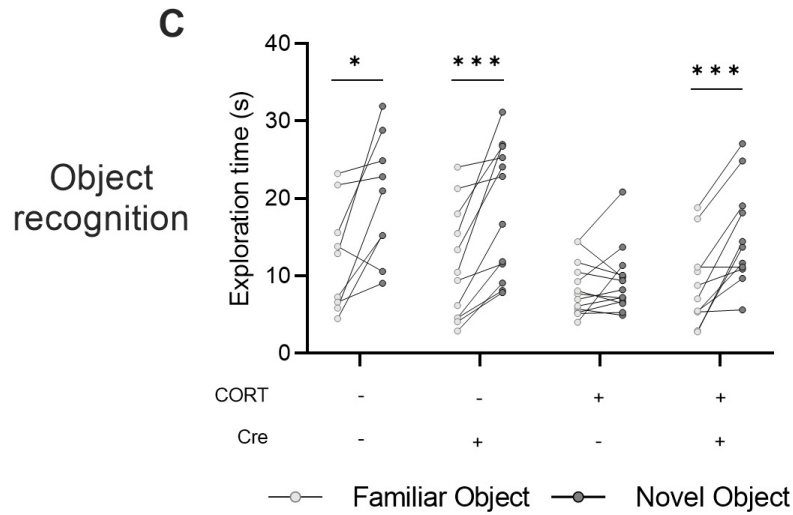 C
40
30
20
10
0
Exploration time (s)
Object
recognition
* *** ***
CORT - - + +
Cre - + - +
Familiar Object Novel Object